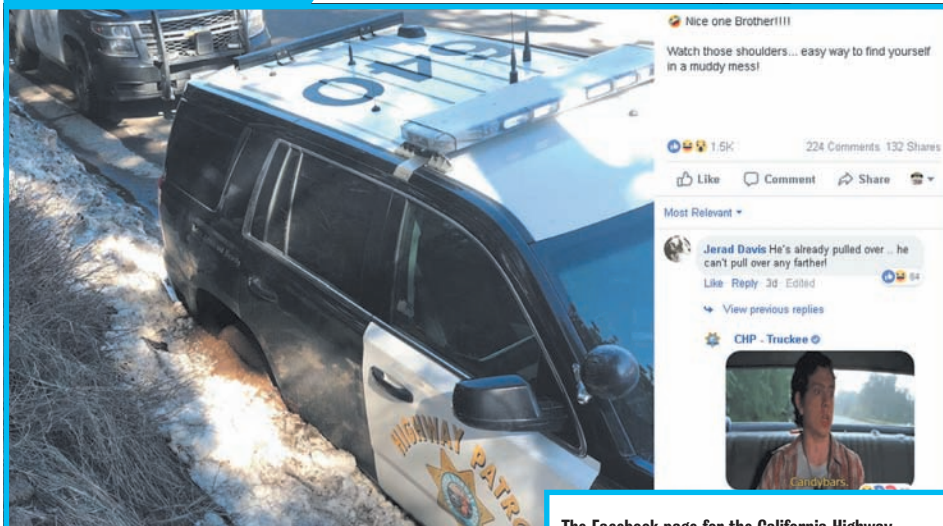 🤣 Nice one Brother!!!!
Watch those shoulders... easy way to find yourself
in a muddy mess!
1.5K
224 Comments 132 Shares
Like Comment Share
Most Relevant
Jerad Davis He's already pulled over .. he
can't pull over any farther!
84
Like Reply 3d Edited
View previous replies
CHP - Truckee
Candybars.
HIGHWAY PATRO
The Facebook page for the California Highway